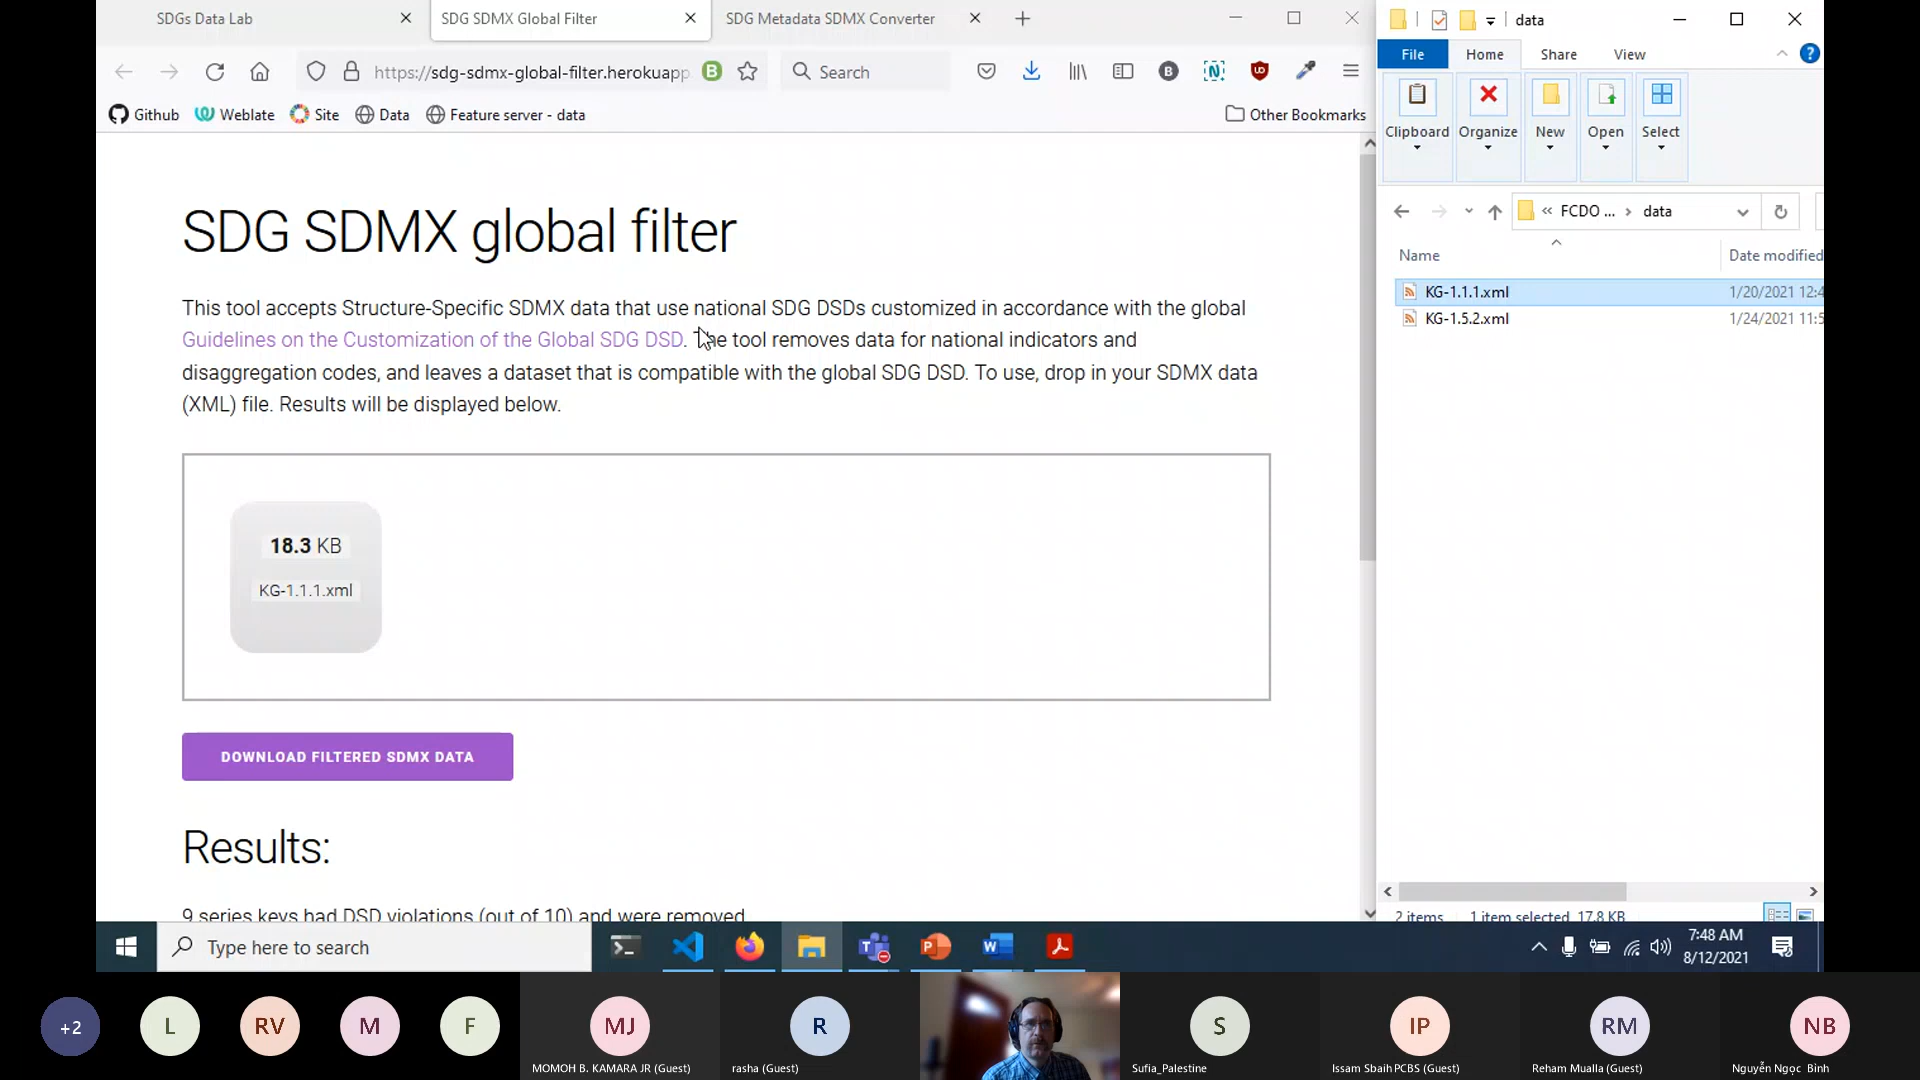 SDGs Data Lab
SDG SDMX Global Filter
SDG Metadata SDMX Converter
data
File
Home
Share
View
https://sdg-sdmx-global-filter.herokuapp
Search
Github
Weblate
Site
Data
Feature server - data
Other Bookmarks
Clipboard
Organize
New
Open
Select
FCDO ...
data
Name
Date modified
KG-1.1.1.xml
1/20/2021 12:4
KG-1.5.2.xml
1/24/2021 11:5
SDG SDMX global filter
This tool accepts Structure-Specific SDMX data that use national SDG DSDs customized in accordance with the global
Guidelines on the Customization of the Global SDG DSD. The tool removes data for national indicators and
disaggregation codes, and leaves a dataset that is compatible with the global SDG DSD. To use, drop in your SDMX data
(XML) file. Results will be displayed below.
18.3 KB
KG-1.1.1.xml
DOWNLOAD FILTERED SDMX DATA
Results:
9 series keys had DSD violations (out of 10) and were removed
2 items
1 item selected 17.8 KB
Type here to search
7:48 AM
8/12/2021
+2
L
RV
M
F
MJ
MOMOH B. KAMARA JR (Guest)
R
rasha (Guest)
S
Sufia_Palestine
IP
Issam Sbaih PCBS (Guest)
RM
Reham Mualla (Guest)
NB
Nguyễn Ngọc Bình